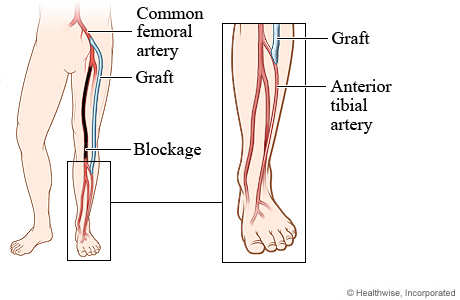 Common
femoral
artery
Graft
Blockage
Graft
Anterior
tibial
artery
© Healthwise, Incorporated